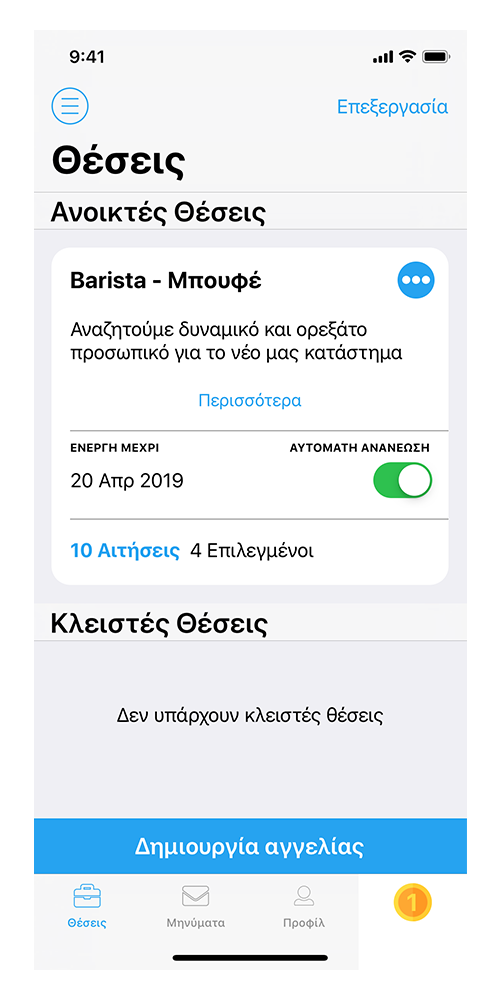 9:41
Επεξεργασία
Θέσεις
Ανοικτές Θέσεις
Barista - Μπουφέ
Αναζητούμε δυναμικό και ορεξάτο
προσωπικό για το νέο μας κατάστημα
Περισσότερα
ΕΝΕΡΓΗ ΜΕΧΡΙ ΑΥΤΟΜΑΤΗ ΑΝΑΝΕΩΣΗ
20 Απρ 2019
10 Αιτήσεις 4 Επιλεγμένοι
Κλειστές Θέσεις
Δεν υπάρχουν κλειστές θέσεις
Δημιουργία αγγελίας
1
Θέσεις Μηνύματα Προφίλ